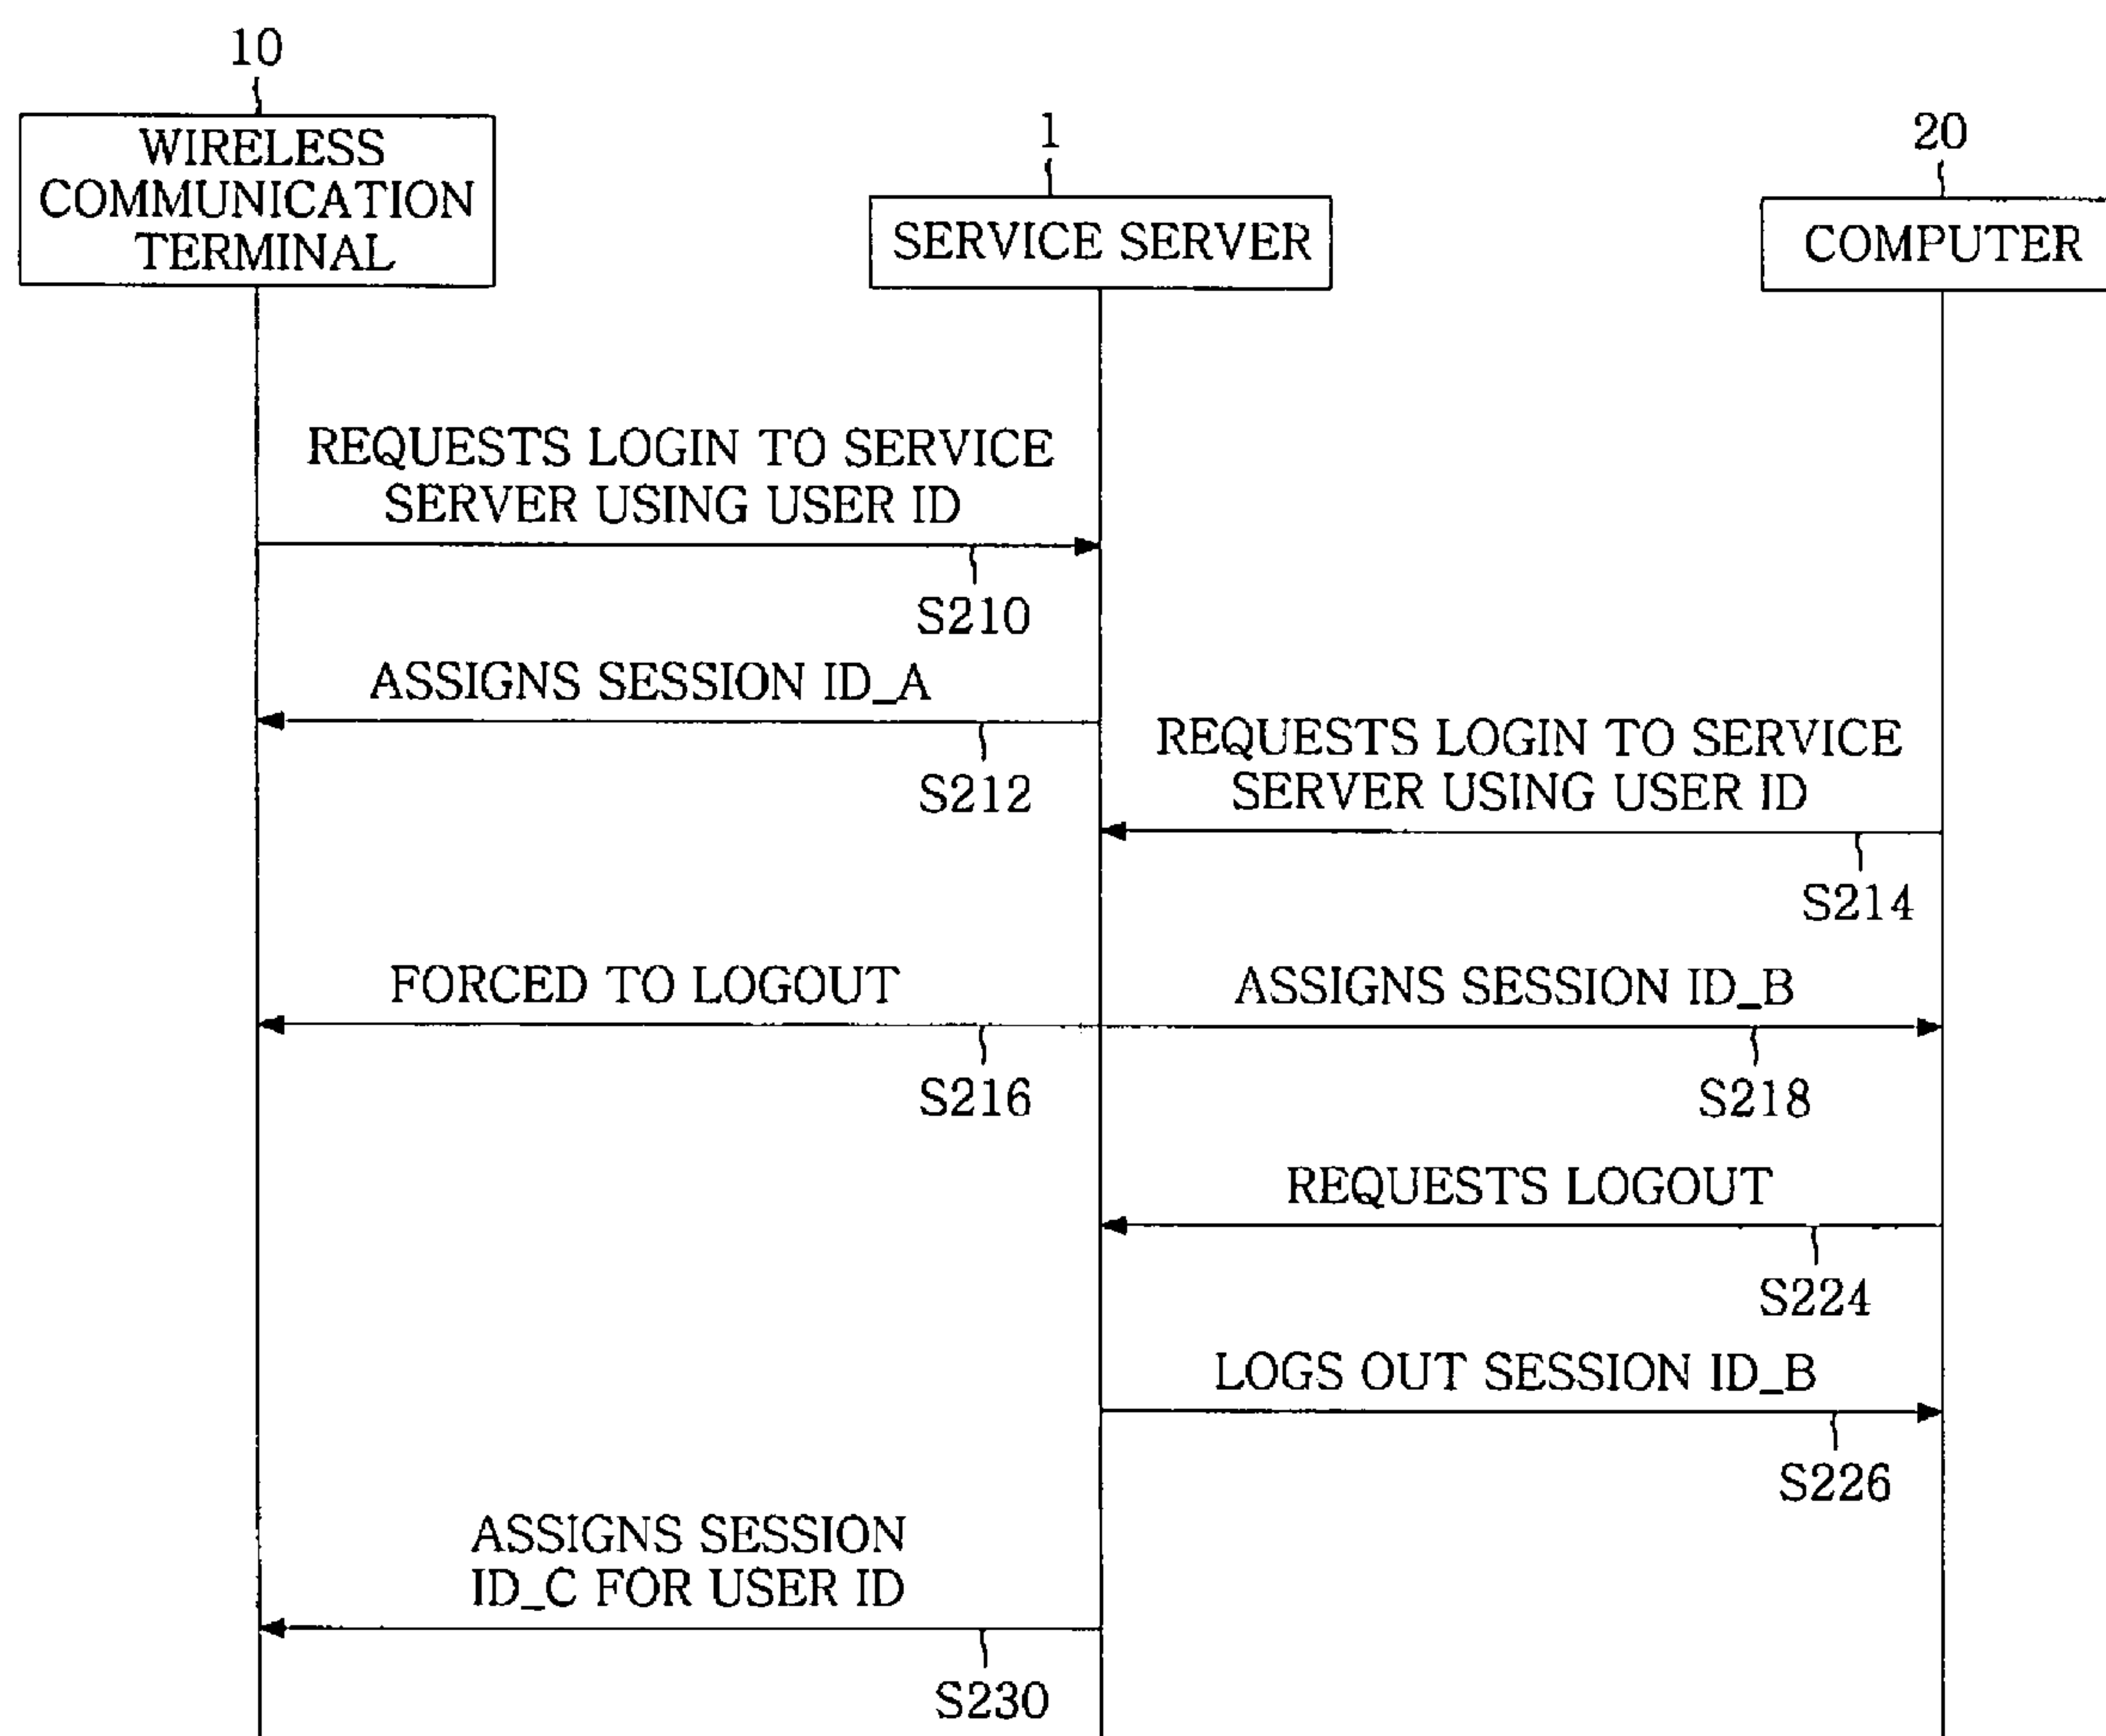 10
WIRELESS
COMMUNICATION
TERMINAL
1
SERVICE SERVER
20
COMPUTER
REQUESTS LOGIN TO SERVICE
SERVER USING USER ID
S210
ASSIGNS SESSION ID_A
S212
REQUESTS LOGIN TO SERVICE
SERVER USING USER ID
S214
FORCED TO LOGOUT
S216
ASSIGNS SESSION ID_B
S218
REQUESTS LOGOUT
S224
LOGS OUT SESSION ID_B
S226
ASSIGNS SESSION
ID_C FOR USER ID
S230